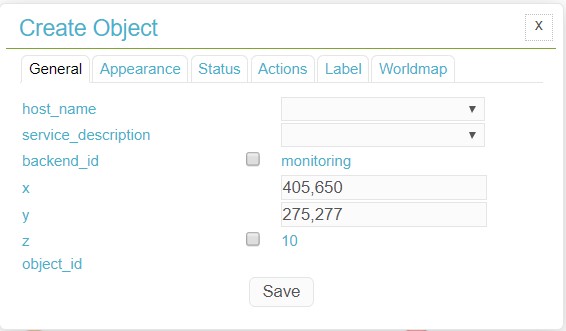 Create Object X
General Appearance Status Actions Label Worldmap
host_name
service_description
backend_id monitoring
x 405,650
y 275,277
z 10
object_id
Save